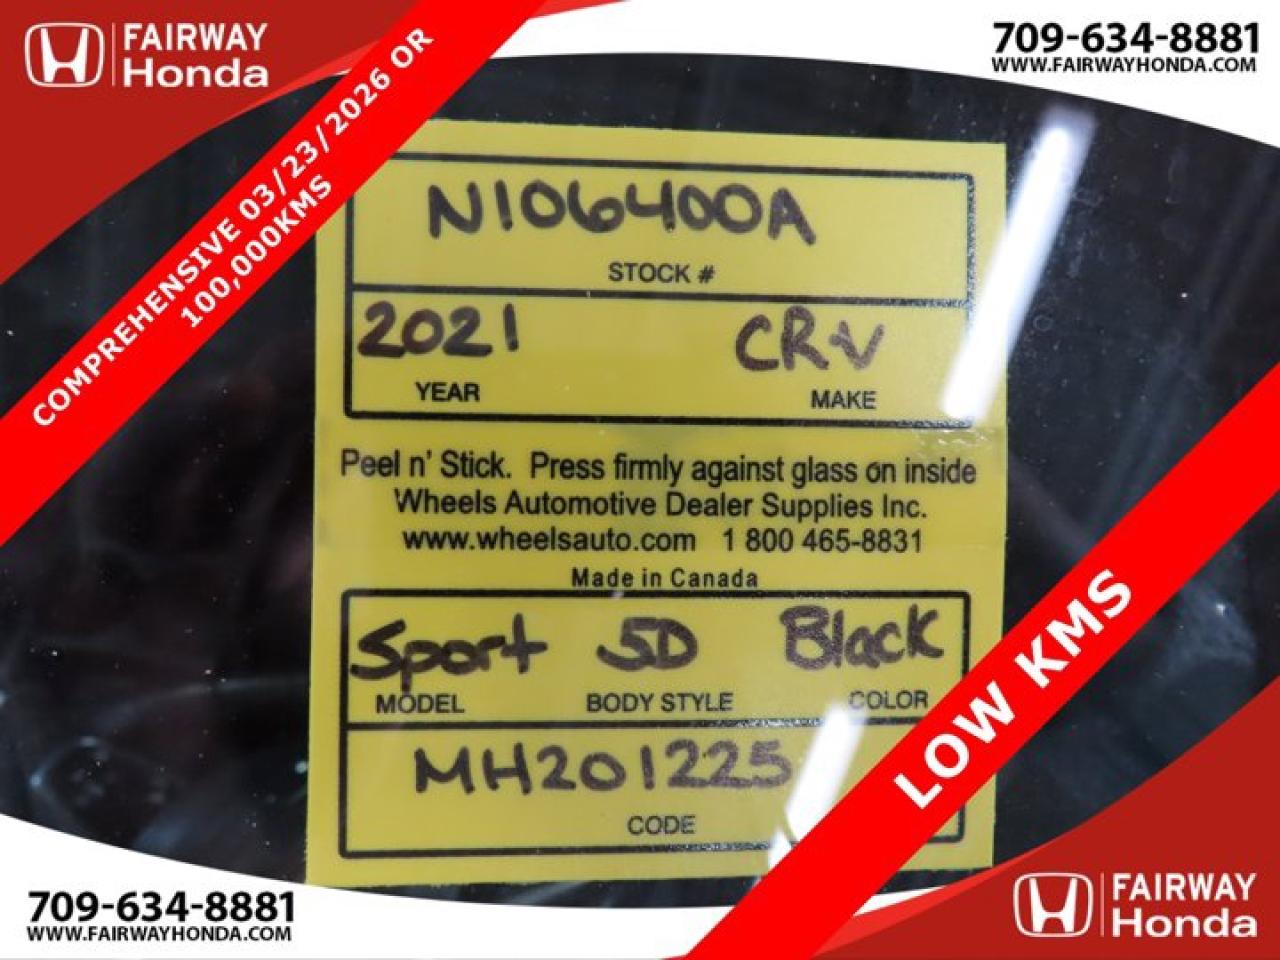 FAIRWAY
Honda
709-634-8881
WWW.FAIRWAYHONDA.COM
COMPREHENSIVE 03/23/2026 OR
100,000KMS
N106400A
STOCK #
2021 CR-V
YEAR MAKE
Peel n' Stick. Press firmly against glass on inside
Wheels Automotive Dealer Supplies Inc.
www.wheelsauto.com 1 800 465-8831
Made in Canada
Sport 5D Black
MODEL BODY STYLE COLOR
MH201225
CODE
LOW KMS
709-634-8881
WWW.FAIRWAYHONDA.COM
FAIRWAY
Honda